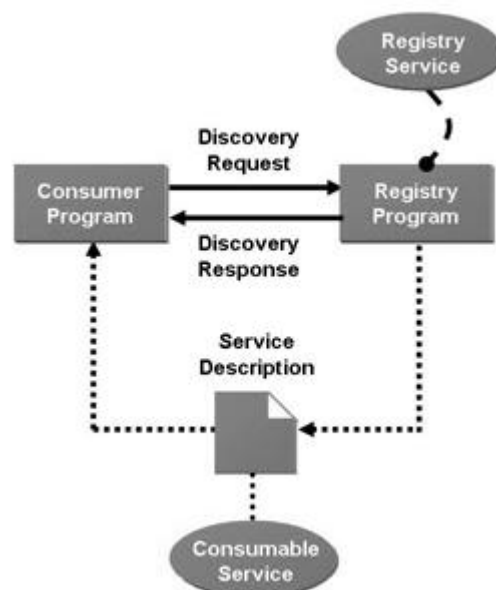 Registry
Service
Discovery
Request
Consumer
Program
Registry
Program
Discovery
Response
Service
Description
Consumable
Service